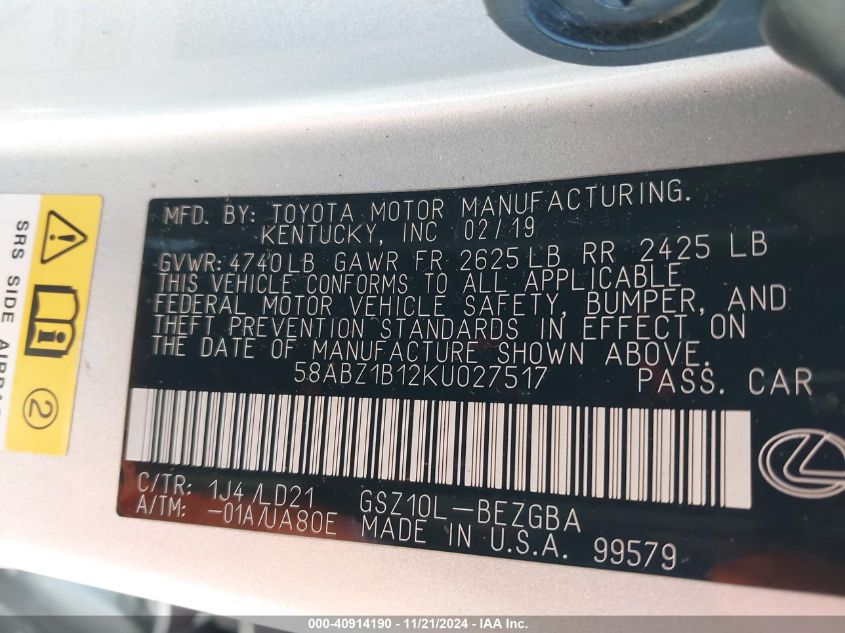 MFD. BY: TOYOTA MOTOR MANUFACTURING.
KENTUCKY, INC 02/19
GVWR: 4740LB GAWR FR 2625LB RR 2425 LB
THIS VEHICLE CONFORMS TO ALL APPLICABLE
FEDERAL MOTOR VEHICLE SAFETY, BUMPER, AND
THEFT PREVENTION STANDARDS IN EFFECT ON
THE DATE OF MANUFACTURE SHOWN ABOVE.
58ABZ1B12KU027517 PASS. CAR
C/TR: 1J4/LD21 GSZ10L-BEZGBA
A/TM: -01A/UA80E MADE IN U.S.A. 99579
SRS SIDE
2
000-40914190 - 11/21/2024 - IAA Inc.